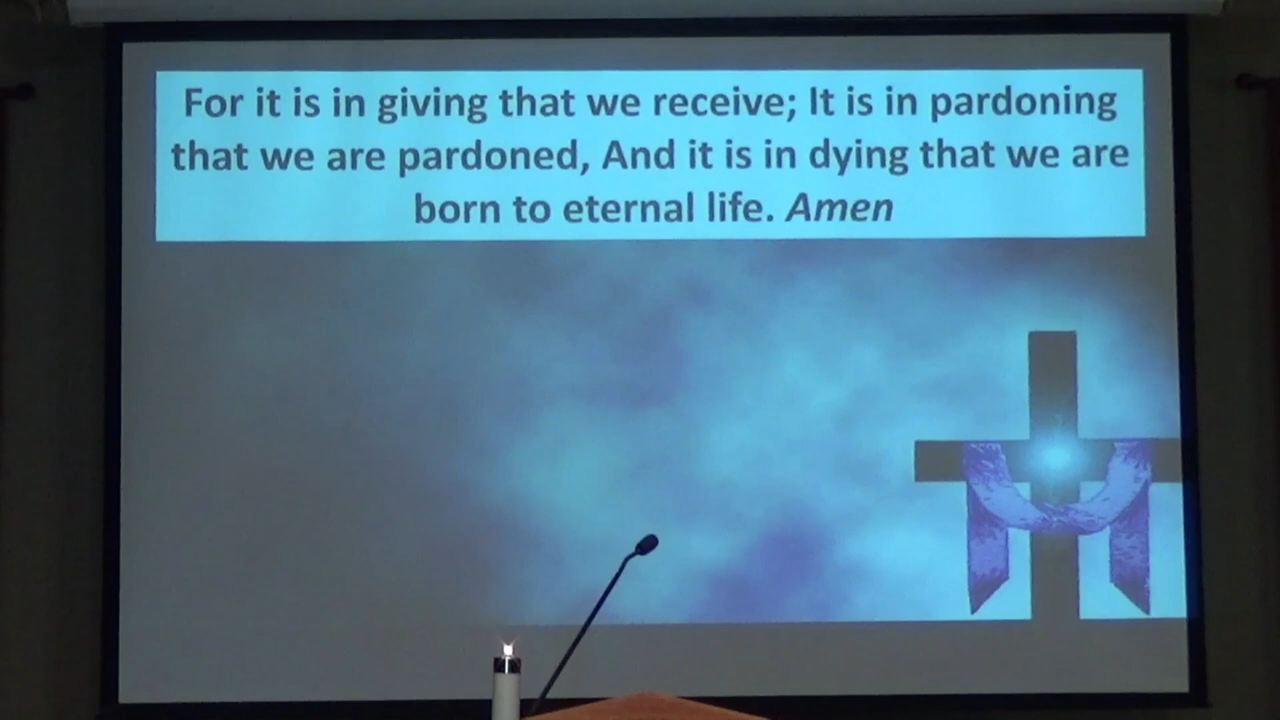 For it is in giving that we receive; It is in pardoning
that we are pardoned, And it is in dying that we are
born to eternal life. Amen